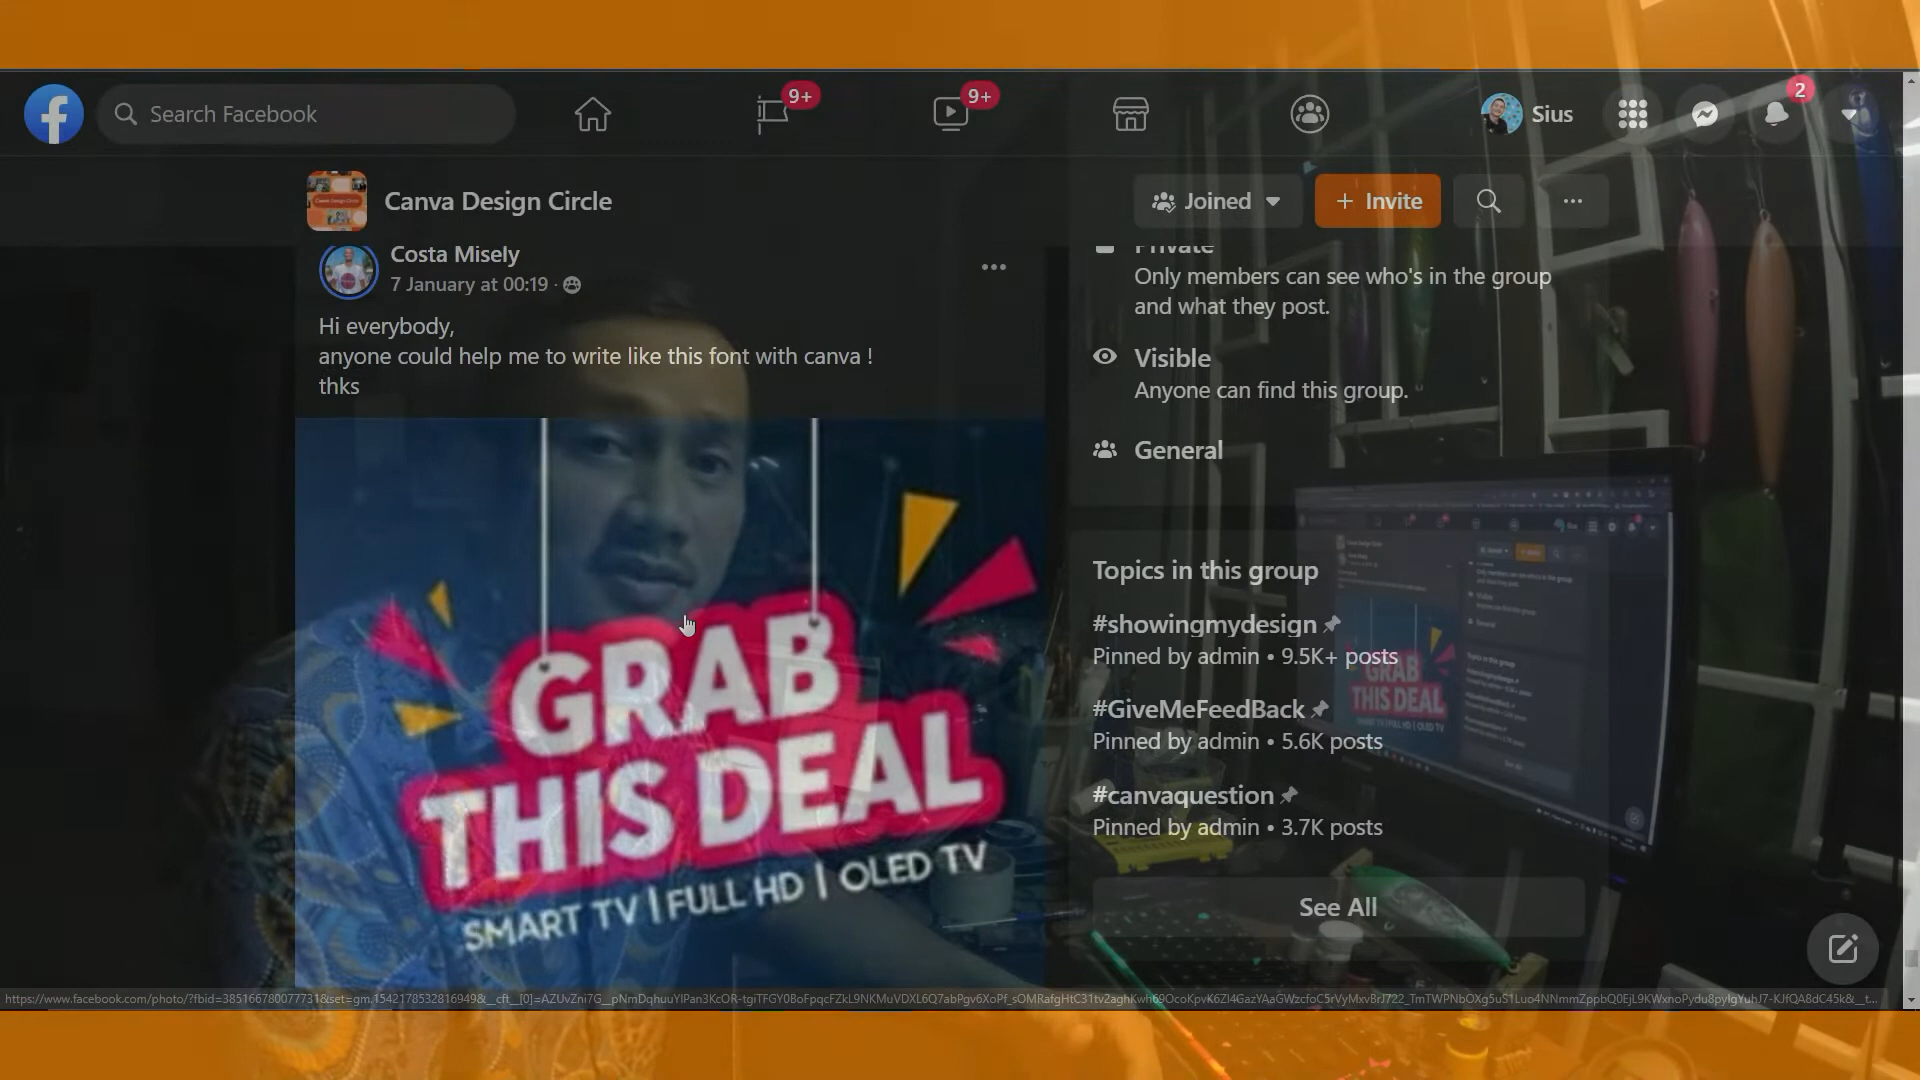 Search Facebook
9+
9+
Sius
2
Canva Design Circle
Joined
+ Invite
Costa Misely
7 January at 00:19 ·
Hi everybody,
anyone could help me to write like this font with canva !
thks
GRAB
THIS DEAL
SMART TV | FULL HD | OLED TV
Private
Only members can see who's in the group
and what they post.
Visible
Anyone can find this group.
General
Topics in this group
#showingmydesign
Pinned by admin • 9.5K+ posts
#GiveMeFeedBack
Pinned by admin • 5.6K posts
#canvaquestion
Pinned by admin • 3.7K posts
See All
GRAB
THIS DEAL